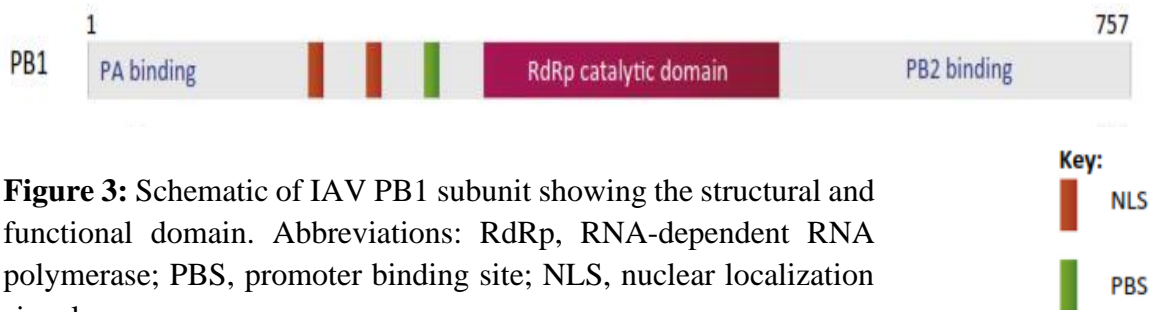 1 757
PB1 PA binding RdRp catalytic domain PB2 binding
Key:
NLS
PBS
Figure 3: Schematic of IAV PB1 subunit showing the structural and
functional domain. Abbreviations: RdRp, RNA-dependent RNA
polymerase; PBS, promoter binding site; NLS, nuclear localization